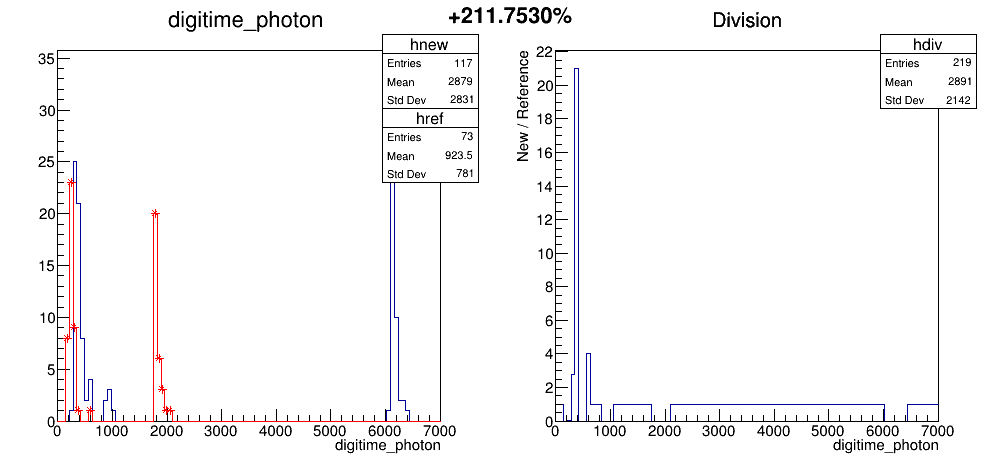 +211.7530%
digitime_photon
hnew
Entries 117
Mean 2879
Std Dev 2831
href
Entries 73
Mean 923.5
Std Dev 781
35
30
25
20
15
10
5
0
0 1000 2000 3000 4000 5000 6000 7000
digitime_photon
Division
hdiv
Entries 219
Mean 2891
Std Dev 2142
New / Reference
22
20
18
16
14
12
10
8
6
4
2
0
0 1000 2000 3000 4000 5000 6000 7000
digitime_photon